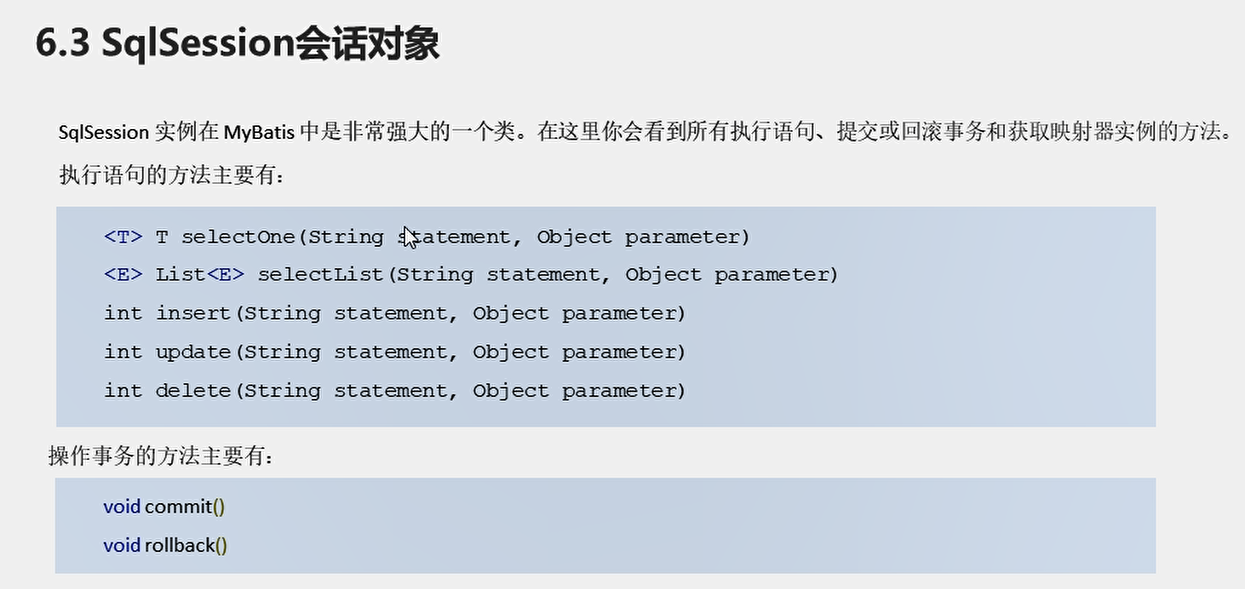 6.3 SqlSession会话对象
SqlSession 实例在 MyBatis 中是非常强大的一个类。在这里你会看到所有执行语句、提交或回滚事务和获取映射器实例的方法。
执行语句的方法主要有：
<T> T selectOne(String statement, Object parameter)
<E> List<E> selectList(String statement, Object parameter)
int insert(String statement, Object parameter)
int update(String statement, Object parameter)
int delete(String statement, Object parameter)
操作事务的方法主要有：
void commit()
void rollback()